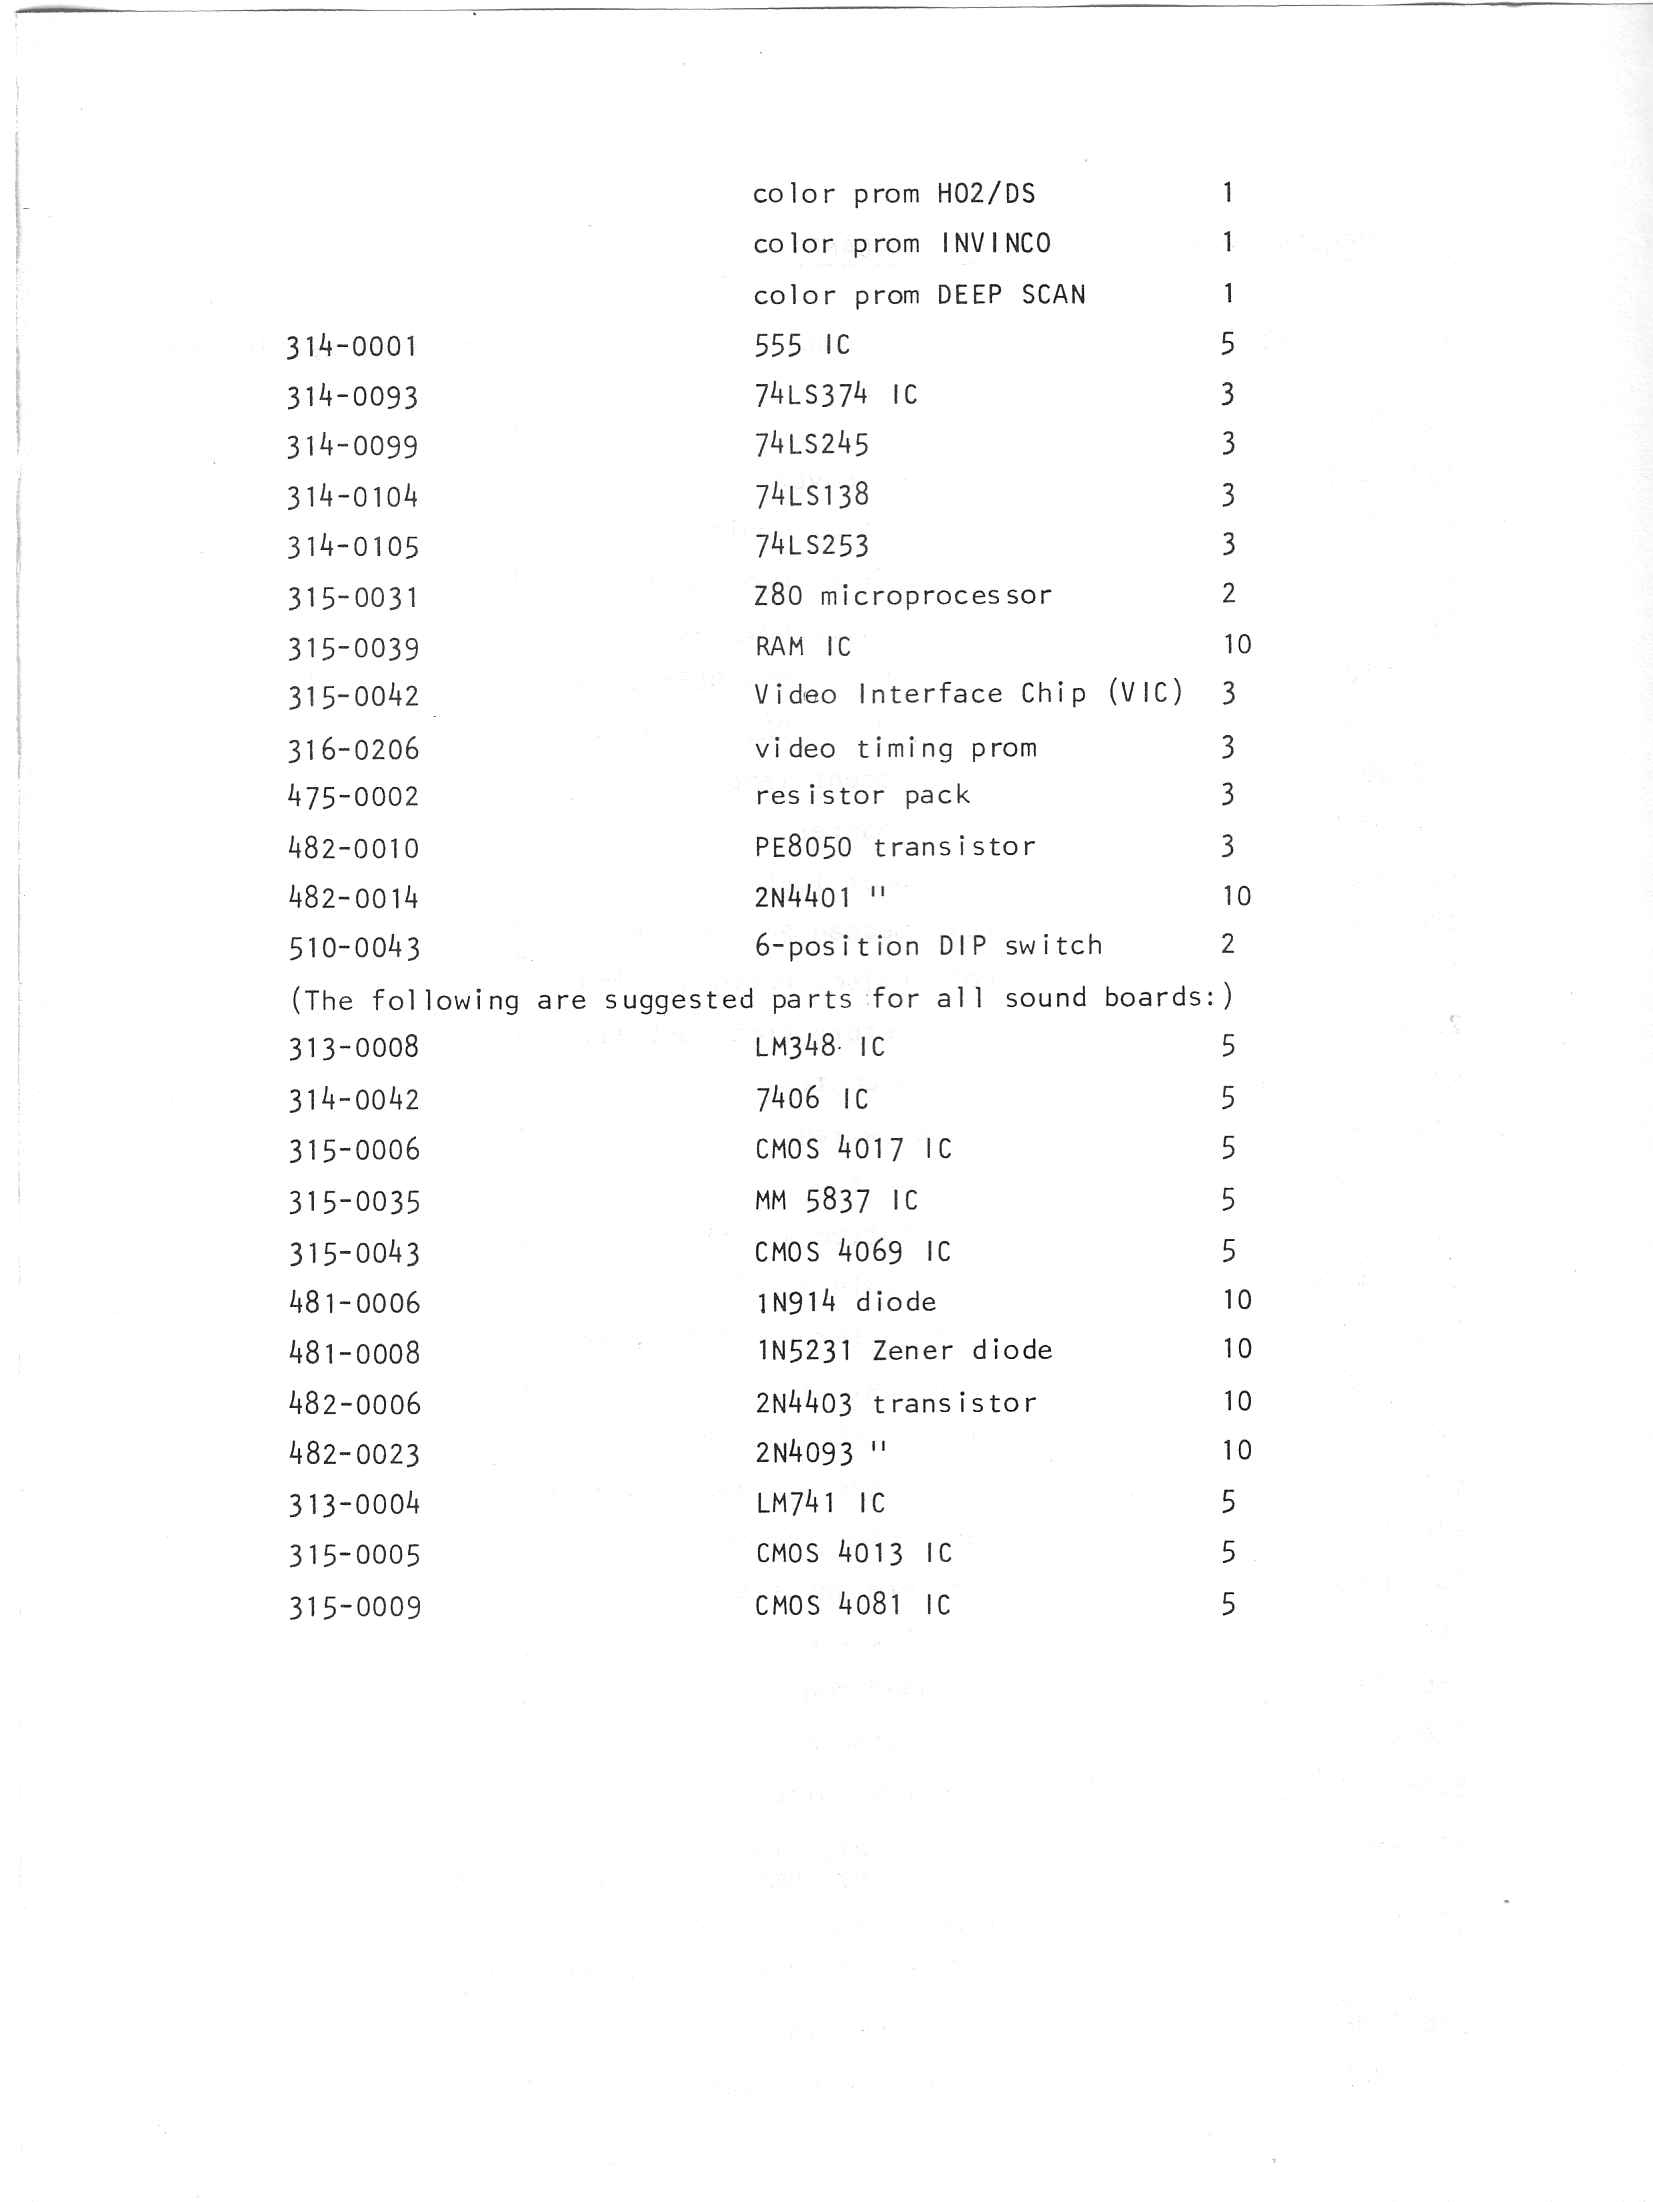 color prom HO2/DS 1
color prom INVINCO 1
color prom DEEP SCAN 1
314-0001 555 IC 5
314-0093 74LS374 IC 3
314-0099 74LS245 3
314-0104 74LS138 3
314-0105 74LS253 3
315-0031 Z80 microprocessor 2
315-0039 RAM IC 10
315-0042 Video Interface Chip (VIC) 3
316-0206 video timing prom 3
475-0002 resistor pack 3
482-0010 PE8050 transistor 3
482-0014 2N4401 " 10
510-0043 6-position DIP switch 2
(The following are suggested parts for all sound boards:)
313-0008 LM348 IC 5
314-0042 7406 IC 5
315-0006 CMOS 4017 IC 5
315-0035 MM 5837 IC 5
315-0043 CMOS 4069 IC 5
481-0006 1N914 diode 10
481-0008 1N5231 Zener diode 10
482-0006 2N4403 transistor 10
482-0023 2N4093 " 10
313-0004 LM741 IC 5
315-0005 CMOS 4013 IC 5
315-0009 CMOS 4081 IC 5